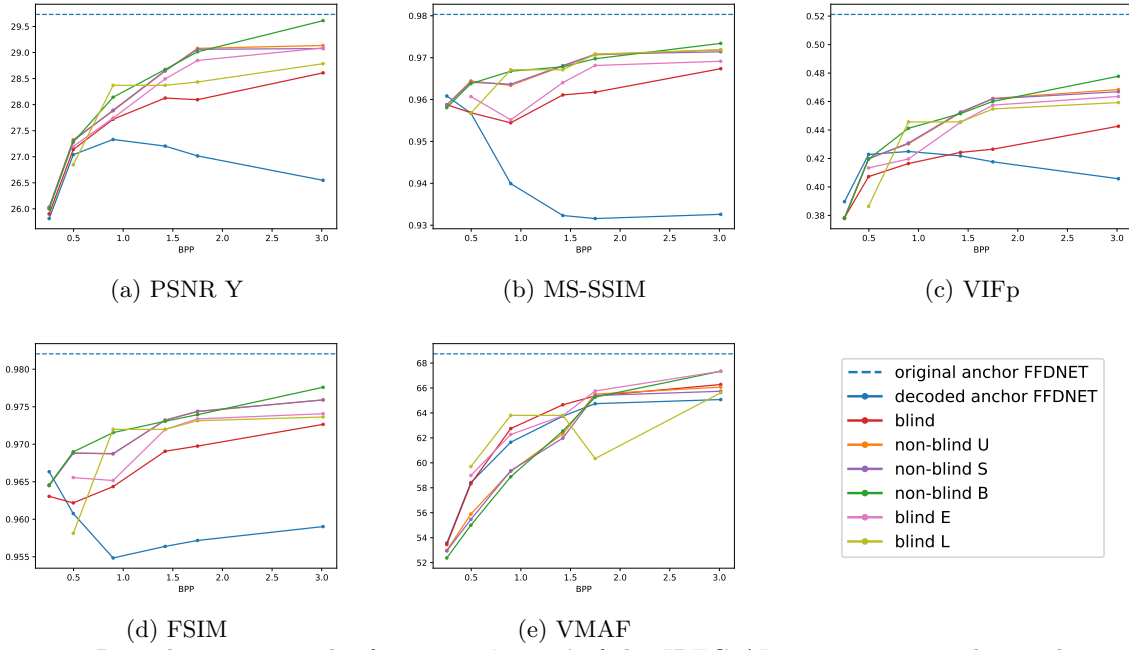 29.5
29.0
28.5
28.0
27.5
27.0
26.5
26.0
0.5 1.0 1.5 2.0 2.5 3.0
BPP
(a) PSNR Y
0.98
0.97
0.96
0.95
0.94
0.93
0.5 1.0 1.5 2.0 2.5 3.0
BPP
(b) MS-SSIM
0.52
0.50
0.48
0.46
0.44
0.42
0.40
0.38
0.5 1.0 1.5 2.0 2.5 3.0
BPP
(c) VIFp
0.980
0.975
0.970
0.965
0.960
0.955
0.5 1.0 1.5 2.0 2.5 3.0
BPP
(d) FSIM
68
66
64
62
60
58
56
54
52
0.5 1.0 1.5 2.0 2.5 3.0
BPP
(e) VMAF
original anchor FFDNET
decoded anchor FFDNET
blind
non-blind U
non-blind S
non-blind B
blind E
blind L